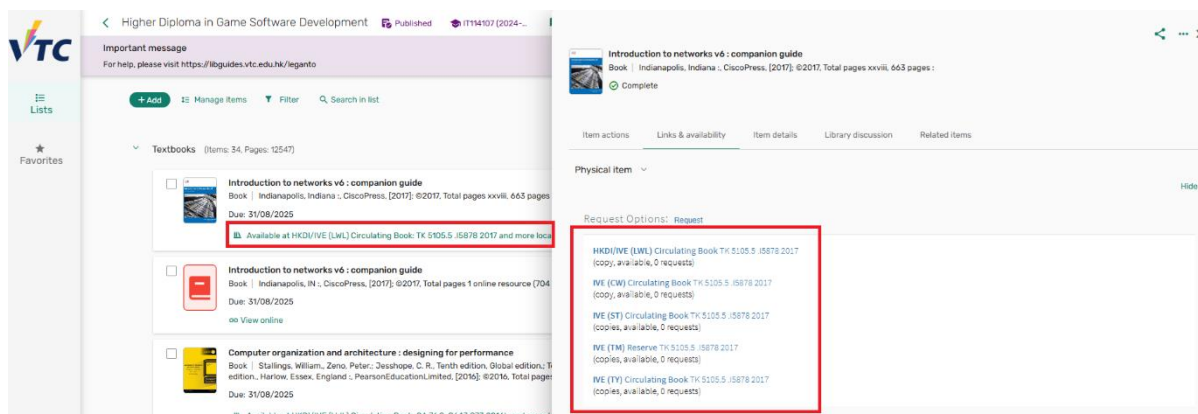 VTC
Lists
Favorites
Higher Diploma in Game Software Development Published IT114107 (2024-...
Important message
For help, please visit https://libguides.vtc.edu.hk/leganto
+ Add Manage items Filter Search in list
Textbooks (Items: 34, Pages: 12547)
Introduction to networks v6 : companion guide
Book | Indianapolis, Indiana :, CiscoPress, [2017]; ©2017, Total pages xxviii, 663 pages
Due: 31/08/2025
Available at HKDI/IVE (LWL) Circulating Book: TK 5105.5 .I5878 2017 and more loca
Introduction to networks v6 : companion guide
Book | Indianapolis, IN :, CiscoPress, [2017]; ©2017, Total pages 1 online resource (704
Due: 31/08/2025
View online
Computer organization and architecture : designing for performance
Book | Stallings, William., Zeno, Peter.; Jesshope, C. R., Tenth edition, Global edition.; T
edition., Harlow, Essex, England :, PearsonEducationLimited, [2016]; ©2016, Total page
Due: 31/08/2025
Introduction to networks v6 : companion guide
Book | Indianapolis, Indiana :, CiscoPress, [2017]; ©2017, Total pages xxviii, 663 pages :
Complete
Item actions Links & availability Item details Library discussion Related items
Physical item
Hide
Request Options: Request
HKDI/IVE (LWL) Circulating Book TK 5105.5 .I5878 2017
(copy, available, 0 requests)
IVE (CW) Circulating Book TK 5105.5 .I5878 2017
(copy, available, 0 requests)
IVE (ST) Circulating Book TK 5105.5 .I5878 2017
(copies, available, 0 requests)
IVE (TM) Reserve TK 5105.5 .I5878 2017
(copies, available, 0 requests)
IVE (TY) Circulating Book TK 5105.5 .I5878 2017
(copies, available, 0 requests)